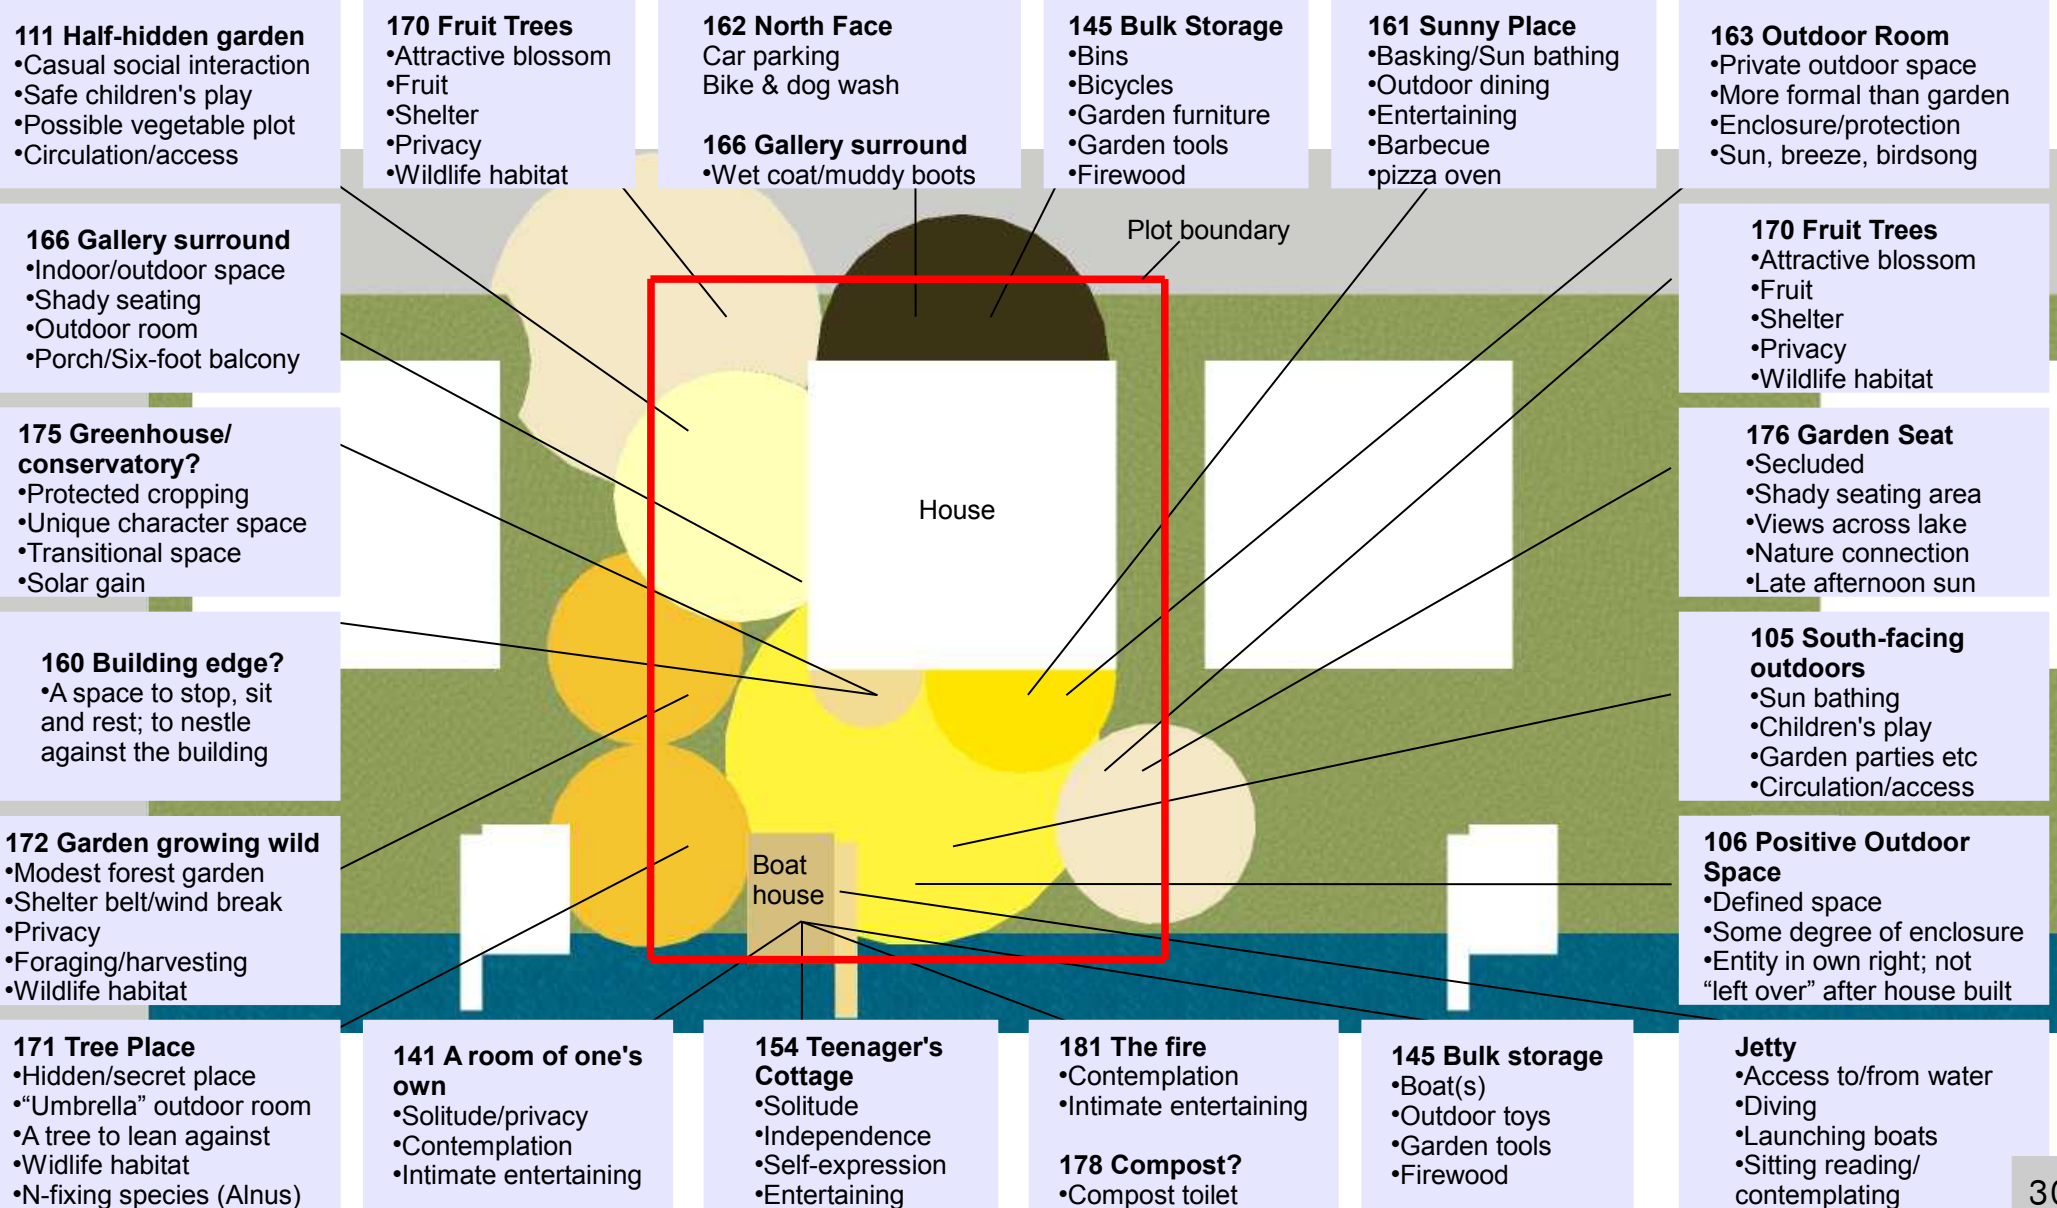 111 Half-hidden garden
•Casual social interaction
•Safe children's play
•Possible vegetable plot
•Circulation/access
170 Fruit Trees
•Attractive blossom
•Fruit
•Shelter
•Privacy
•Wildlife habitat
162 North Face
Car parking
Bike & dog wash
166 Gallery surround
•Wet coat/muddy boots
145 Bulk Storage
•Bins
•Bicycles
•Garden furniture
•Garden tools
•Firewood
161 Sunny Place
•Basking/Sun bathing
•Outdoor dining
•Entertaining
•Barbecue
•pizza oven
163 Outdoor Room
•Private outdoor space
•More formal than garden
•Enclosure/protection
•Sun, breeze, birdsong
166 Gallery surround
•Indoor/outdoor space
•Shady seating
•Outdoor room
•Porch/Six-foot balcony
Plot boundary
170 Fruit Trees
•Attractive blossom
•Fruit
•Shelter
•Privacy
•Wildlife habitat
175 Greenhouse/
conservatory?
•Protected cropping
•Unique character space
•Transitional space
•Solar gain
House
176 Garden Seat
•Secluded
•Shady seating area
•Views across lake
•Nature connection
•Late afternoon sun
160 Building edge?
•A space to stop, sit
and rest; to nestle
against the building
105 South-facing
outdoors
•Sun bathing
•Children's play
•Garden parties etc
•Circulation/access
172 Garden growing wild
•Modest forest garden
•Shelter belt/wind break
•Privacy
•Foraging/harvesting
•Wildlife habitat
Boat
house
106 Positive Outdoor
Space
•Defined space
•Some degree of enclosure
•Entity in own right; not
“left over” after house built
171 Tree Place
•Hidden/secret place
•“Umbrella” outdoor room
•A tree to lean against
•Widlife habitat
•N-fixing species (Alnus)
141 A room of one's
own
•Solitude/privacy
•Contemplation
•Intimate entertaining
154 Teenager's
Cottage
•Solitude
•Independence
•Self-expression
•Entertaining
181 The fire
•Contemplation
•Intimate entertaining
178 Compost?
•Compost toilet
145 Bulk storage
•Boat(s)
•Outdoor toys
•Garden tools
•Firewood
Jetty
•Access to/from water
•Diving
•Launching boats
•Sitting reading/
contemplating
30